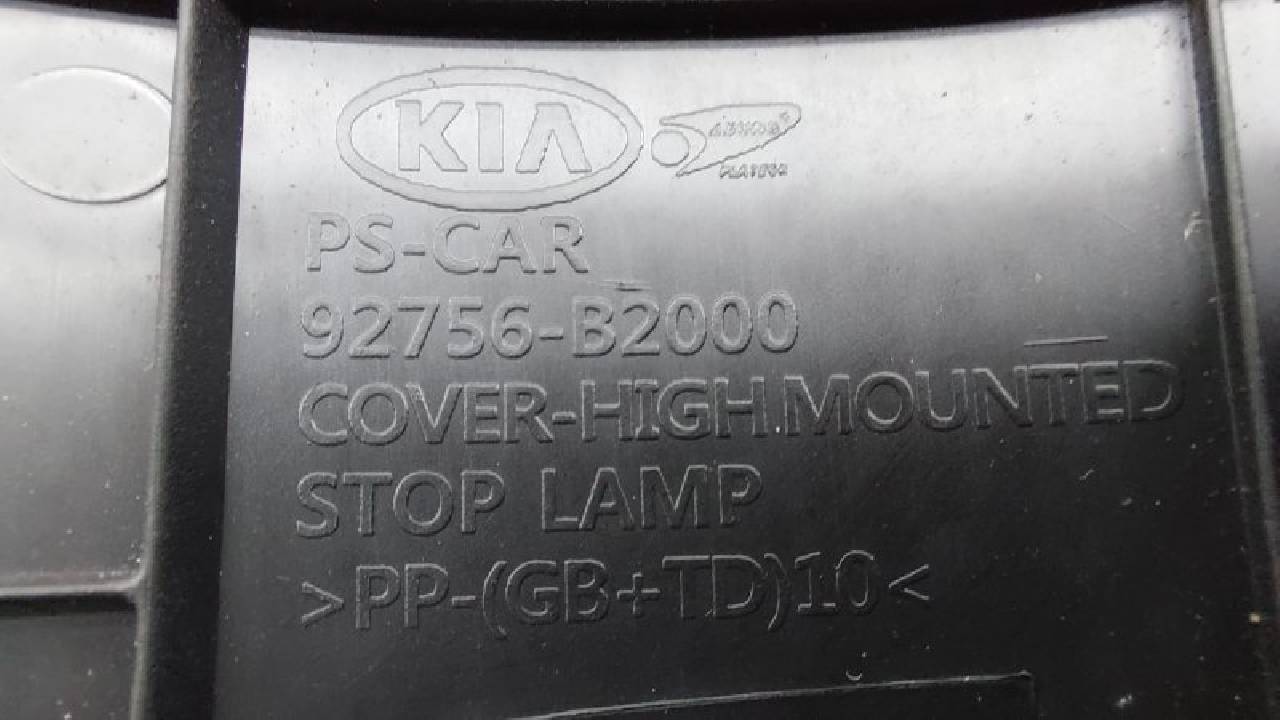 KIA
PS-CAR
92756-B2000
COVER-HIGH MOUNTED
STOP LAMP
>PP-(GB+TD)10<